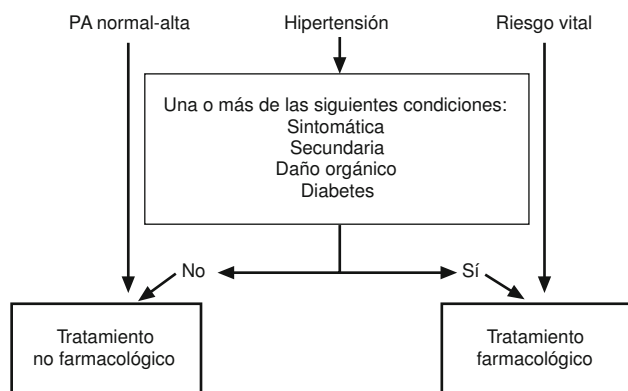 PA normal-alta
Hipertensión
Riesgo vital
Una o más de las siguientes condiciones:
Sintomática
Secundaria
Daño orgánico
Diabetes
No
Sí
Tratamiento
no farmacológico
Tratamiento
farmacológico